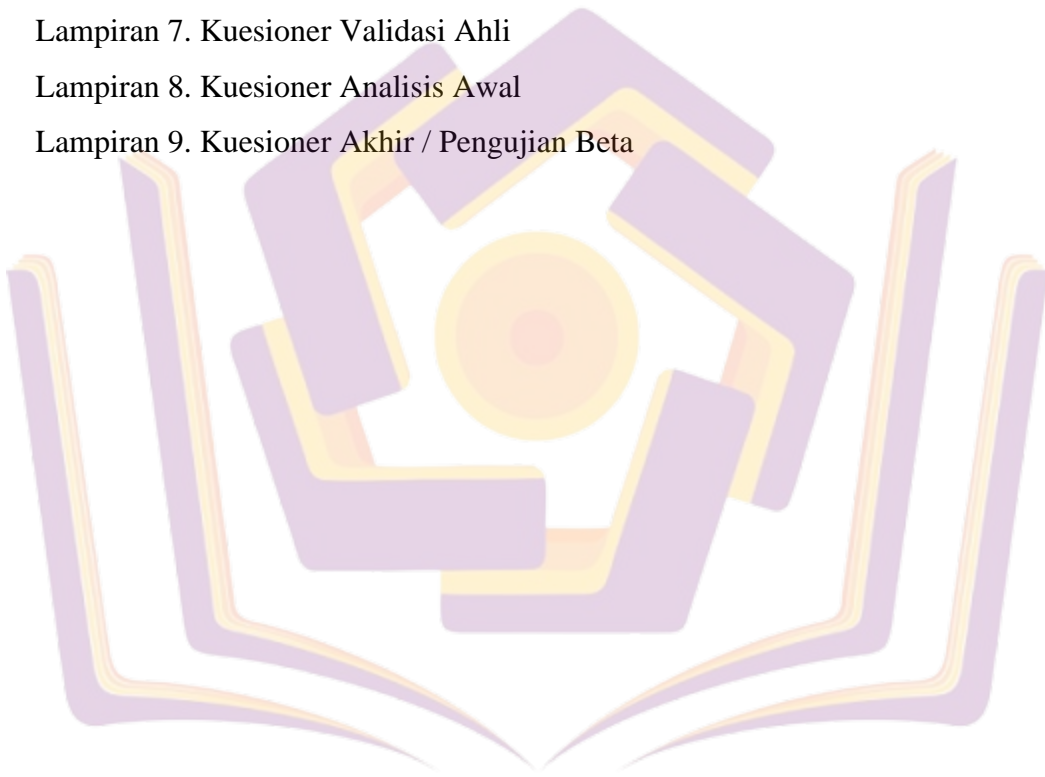 Lampiran 7. Kuesioner Validasi Ahli
Lampiran 8. Kuesioner Analisis Awal
Lampiran 9. Kuesioner Akhir / Pengujian Beta